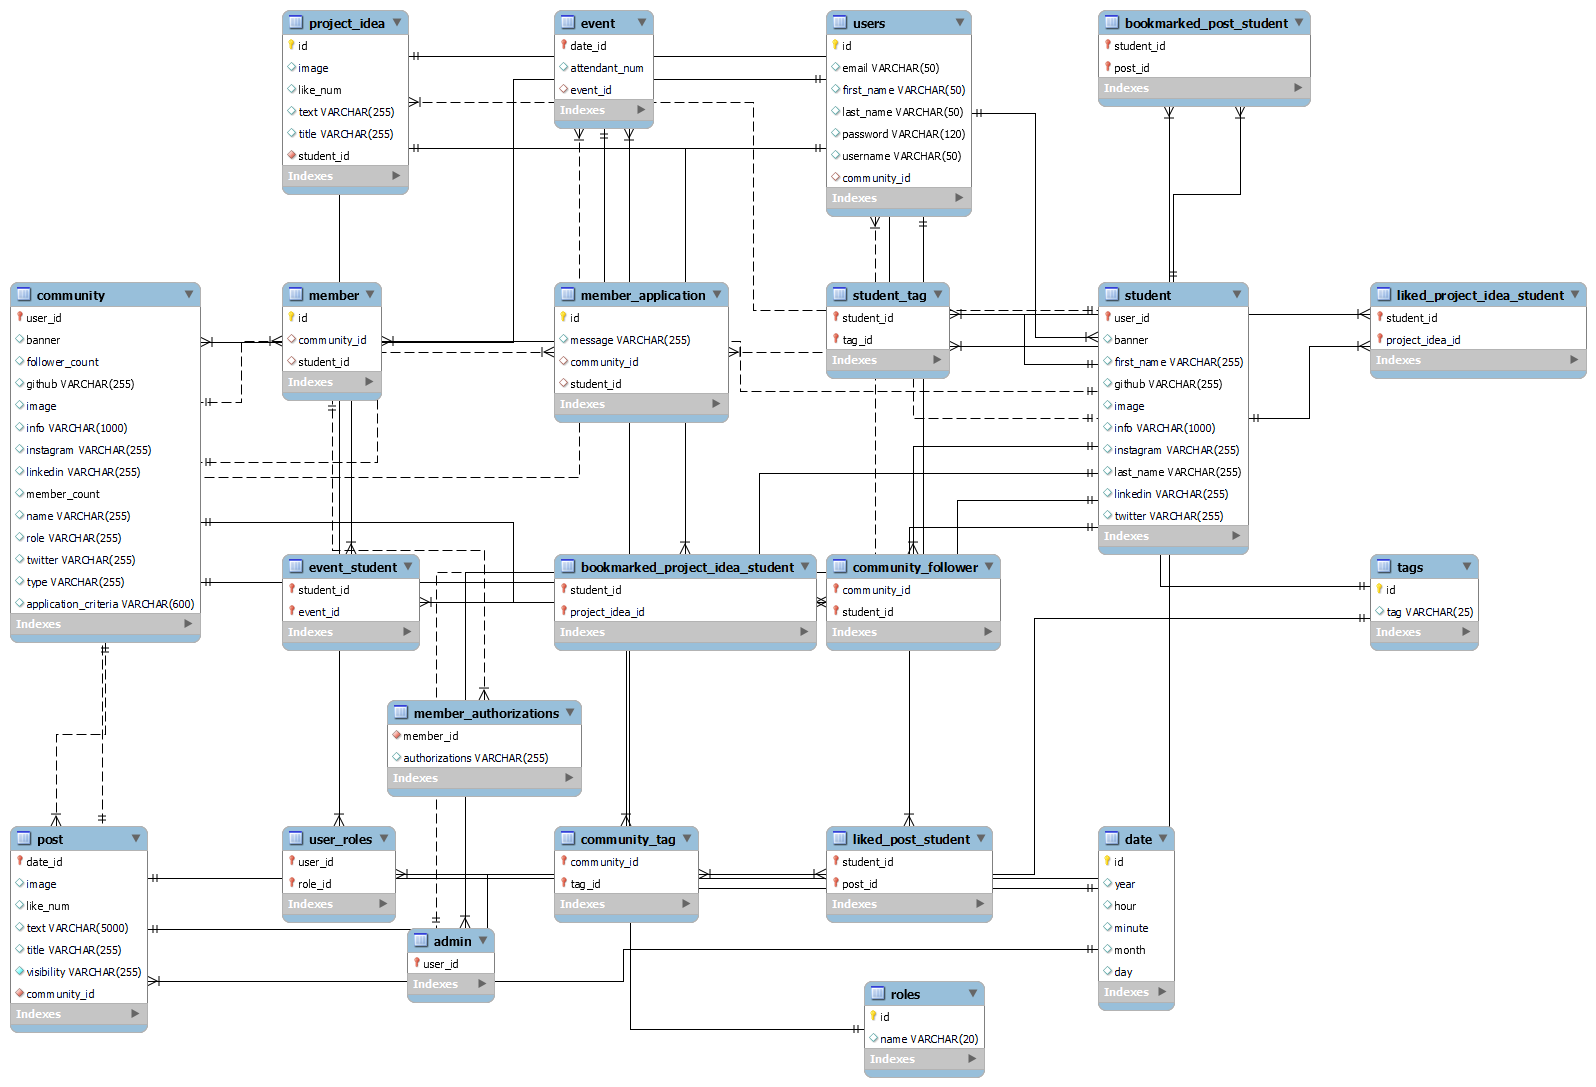 project_idea
id
image
like_num
text VARCHAR(255)
title VARCHAR(255)
student_id
Indexes
event
date_id
attendant_num
event_id
Indexes
users
id
email VARCHAR(50)
first_name VARCHAR(50)
last_name VARCHAR(50)
password VARCHAR(120)
username VARCHAR(50)
community_id
Indexes
bookmarked_post_student
student_id
post_id
Indexes
community
user_id
banner
follower_count
github VARCHAR(255)
image
info VARCHAR(1000)
instagram VARCHAR(255)
linkedin VARCHAR(255)
member_count
name VARCHAR(255)
role VARCHAR(255)
twitter VARCHAR(255)
type VARCHAR(255)
application_criteria VARCHAR(600)
Indexes
member
id
community_id
student_id
Indexes
member_application
id
message VARCHAR(255)
community_id
student_id
Indexes
student_tag
student_id
tag_id
Indexes
student
user_id
banner
first_name VARCHAR(255)
github VARCHAR(255)
image
info VARCHAR(1000)
instagram VARCHAR(255)
last_name VARCHAR(255)
linkedin VARCHAR(255)
twitter VARCHAR(255)
Indexes
liked_project_idea_student
student_id
project_idea_id
Indexes
event_student
student_id
event_id
Indexes
bookmarked_project_idea_student
student_id
project_idea_id
Indexes
community_follower
community_id
student_id
Indexes
tags
id
tag VARCHAR(25)
Indexes
member_authorizations
member_id
authorizations VARCHAR(255)
Indexes
post
date_id
image
like_num
text VARCHAR(5000)
title VARCHAR(255)
visibility VARCHAR(255)
community_id
Indexes
user_roles
user_id
role_id
Indexes
community_tag
community_id
tag_id
Indexes
liked_post_student
student_id
post_id
Indexes
date
id
year
hour
minute
month
day
Indexes
admin
user_id
Indexes
roles
id
name VARCHAR(20)
Indexes